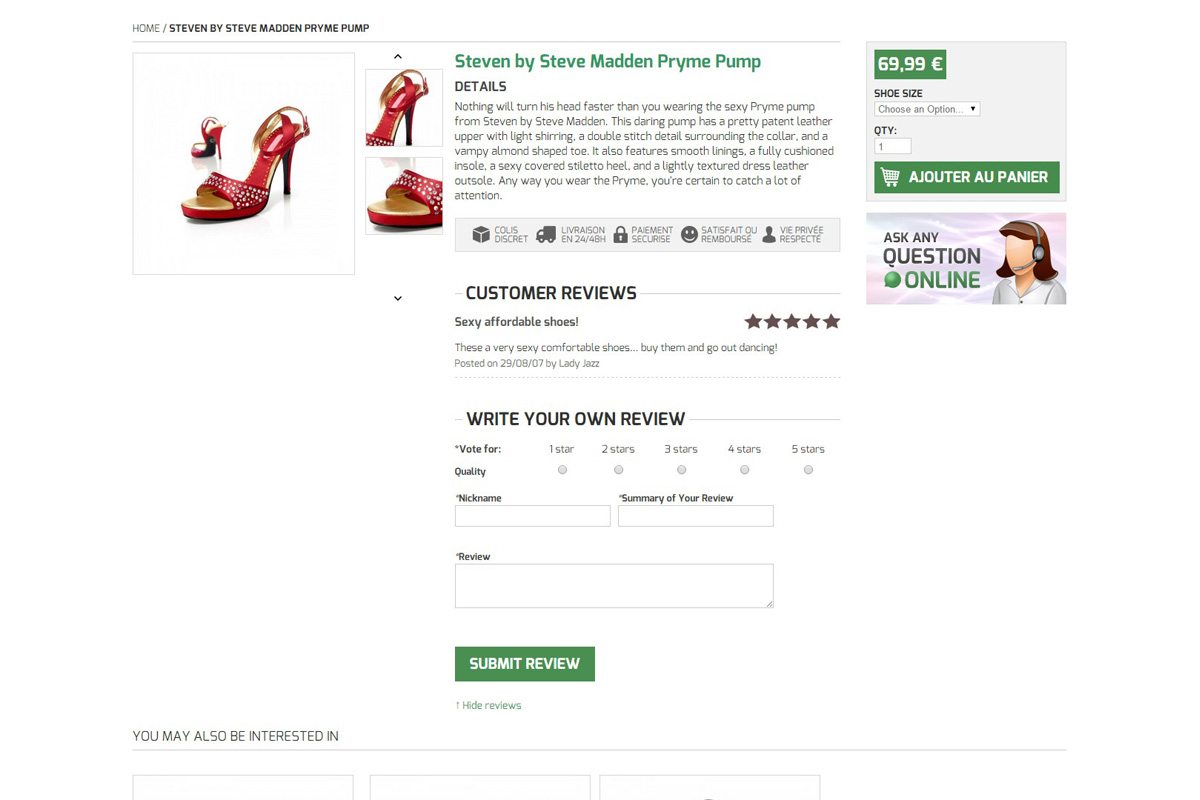 HOME / STEVEN BY STEVE MADDEN PRYME PUMP
Steven by Steve Madden Pryme Pump
DETAILS
Nothing will turn his head faster than you wearing the sexy Pryme pump
from Steven by Steve Madden. This daring pump has a pretty patent leather
upper with light shirring, a double stitch detail surrounding the collar, and a
vampy almond shaped toe. It also features smooth linings, a fully cushioned
insole, a sexy covered stiletto heel, and a lightly textured dress leather
outsole. Any way you wear the Pryme, you're certain to catch a lot of
attention.
COLIS
DISCRET
LIVRAISON
EN 24/48H
PAIEMENT
SECURISE
SATISFAIT OU
REMBOURSÉ
VIE PRIVÉE
RESPECTÉ
CUSTOMER REVIEWS
Sexy affordable shoes!
These a very sexy comfortable shoes... buy them and go out dancing!
Posted on 29/08/07 by Lady Jazz
WRITE YOUR OWN REVIEW
*Vote for: 1 star 2 stars 3 stars 4 stars 5 stars
Quality
*Nickname
*Summary of Your Review
*Review
SUBMIT REVIEW
↑ Hide reviews
69,99 €
SHOE SIZE
Choose an Option...
QTY:
1
AJOUTER AU PANIER
ASK ANY
QUESTION
ONLINE
YOU MAY ALSO BE INTERESTED IN